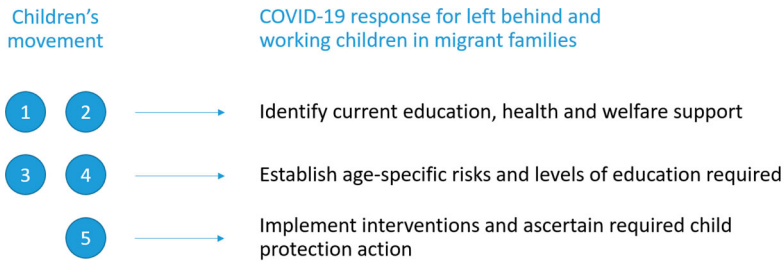 Children's movement
COVID-19 response for left behind and
working children in migrant families
1 2
Identify current education, health and welfare support
3 4
Establish age-specific risks and levels of education required
5
Implement interventions and ascertain required child
protection action